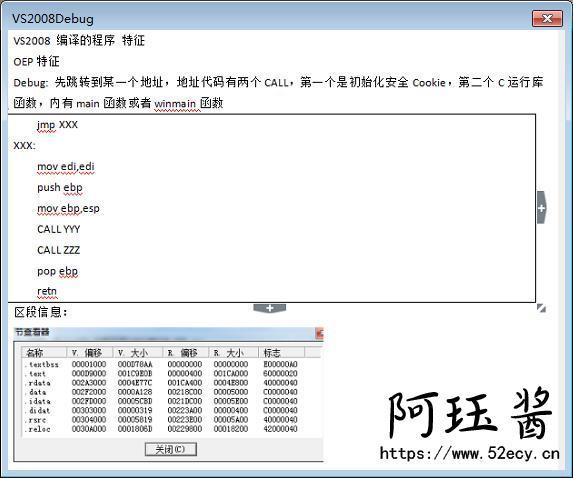 VS2008Debug
VS2008 编译的程序 特征
OEP 特征
Debug: 先跳转到某一个地址，地址代码有两个 CALL，第一个是初始化安全 Cookie，第二个 C 运行库
函数，内有 main 函数或者 winmain 函数
jmp XXX
XXX:
mov edi,edi
push ebp
mov ebp,esp
CALL YYY
CALL ZZZ
pop ebp
retn
区段信息：
节查看器
名称 V. 偏移 V. 大小 R. 偏移 R. 大小 标志
.textbss 00001000 000D78AA 00000000 00000000 E00000A0
.text 000D9000 001C9E0B 00000400 001CA000 60000020
.rdata 002A3000 0004E77C 001CA400 0004E800 40000040
.data 002F2000 0000A128 00218C00 00005000 C0000040
.idata 002FD000 00005CBD 0021DC00 00005E00 C0000040
.didat 00303000 00000319 00223A00 00000400 C0000040
.rsrc 00304000 00005819 00223E00 00005A00 40000040
.reloc 0030A000 0001806D 00229800 00018200 42000040
关闭(C)
阿珏酱
https://www.52ecy.cn